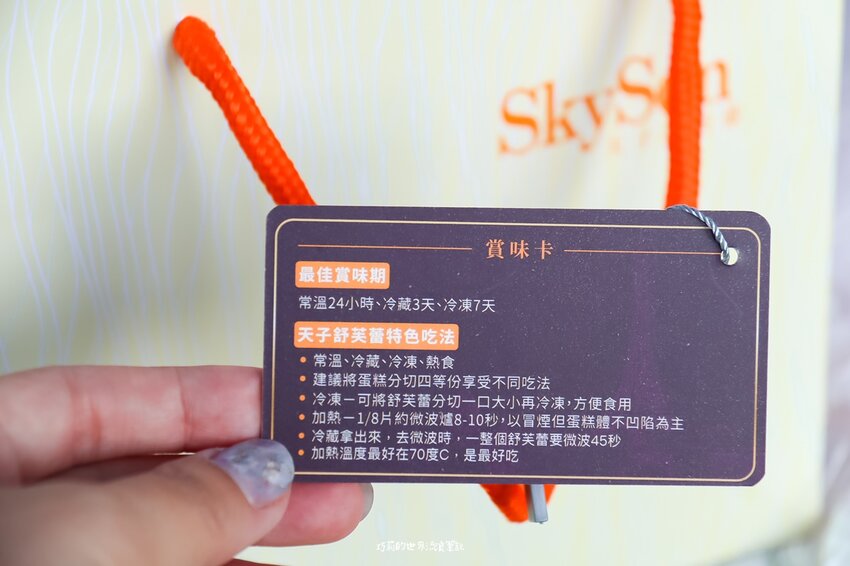 SkySon
賞味卡
最佳賞味期
常溫24小時、冷藏3天、冷凍7天
天子舒芙蕾特色吃法
• 常溫、冷藏、冷凍、熱食
• 建議將蛋糕分切四等份享受不同吃法
• 冷凍－可將舒芙蕾分切一口大小再冷凍，方便食用
• 加熱－1/8片約微波爐8-10秒，以冒煙但蛋糕體不凹陷為主
• 冷藏拿出來，去微波時，一整個舒芙蕾要微波45秒
• 加熱溫度最好在70度C，是最好吃